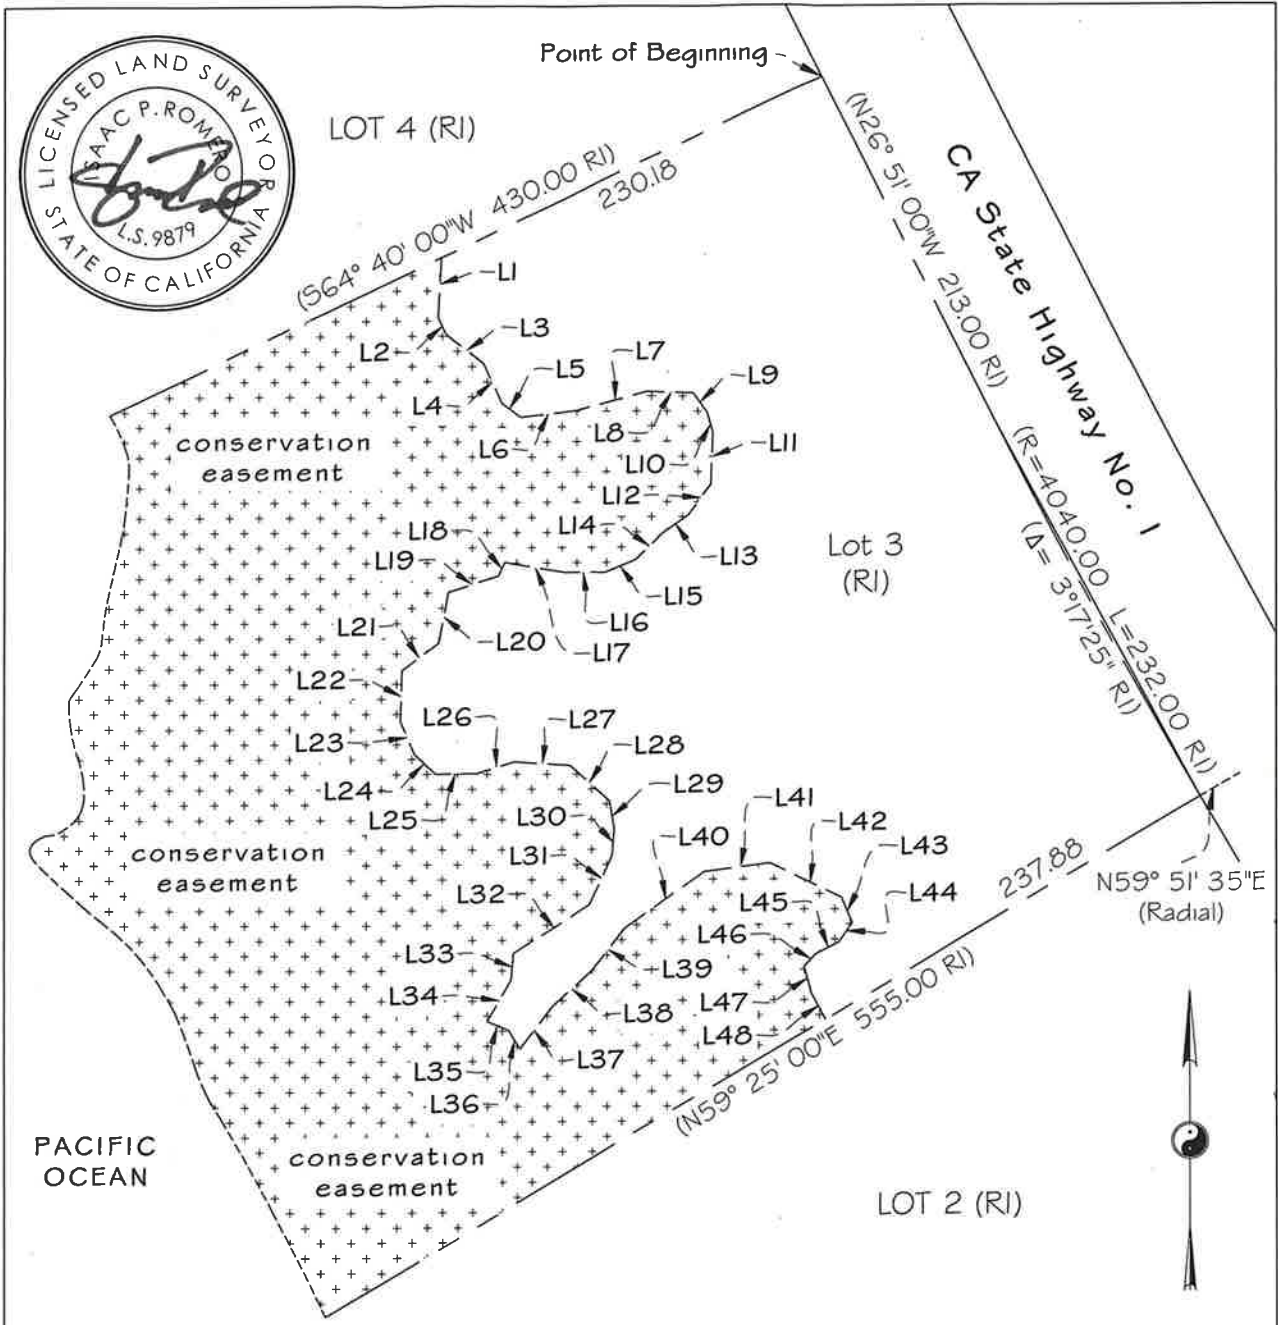 LICENSED LAND SURVEYOR
ISAAC P. ROMERO
L.S. 9879
STATE OF CALIFORNIA
Point of Beginning
LOT 4 (R1)
(S64° 40' 00"W 430.00 R1)
230.18
(N26° 51' 00"W 213.00 R1)
CA State Highway No. 1
(R=4040.00 L=232.00 R1)
(Δ= 3°17'25" R1)
L1
L2
L3
L4
L5
L6
L7
L8
L9
L10
L11
L12
L13
L14
L15
L16
L17
L18
L19
L20
L21
L22
L23
L24
L25
L26
L27
L28
L29
L30
L31
L32
L33
L34
L35
L36
L37
L38
L39
L40
L41
L42
L43
L44
L45
L46
L47
L48
conservation
easement
Lot 3
(R1)
conservation
easement
237.88
N59° 51' 35"E
(Radial)
(N59° 25' 00"E 555.00 R1)
PACIFIC
OCEAN
conservation
easement
LOT 2 (R1)